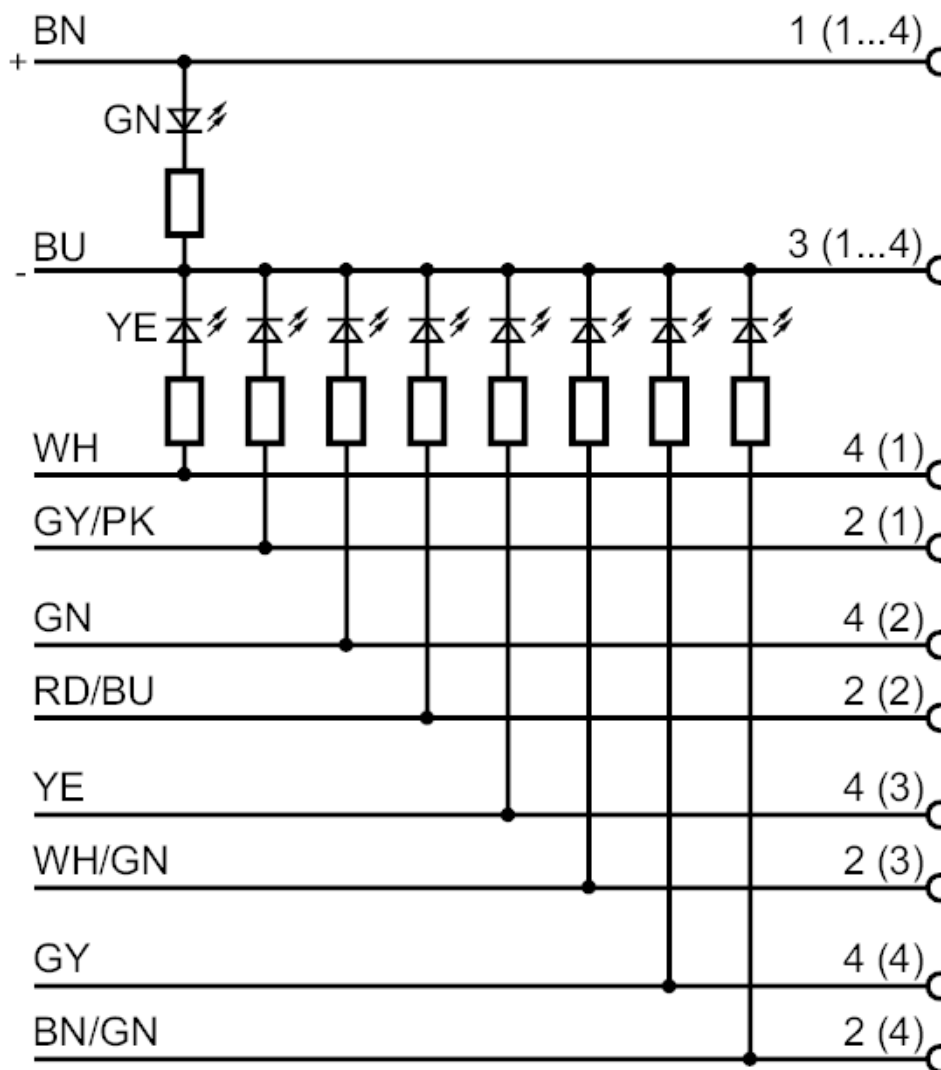 BN 1 (1...4)
+
GN
BU 3 (1...4)
-
YE
WH 4 (1)
GY/PK 2 (1)
GN 4 (2)
RD/BU 2 (2)
YE 4 (3)
WH/GN 2 (3)
GY 4 (4)
BN/GN 2 (4)